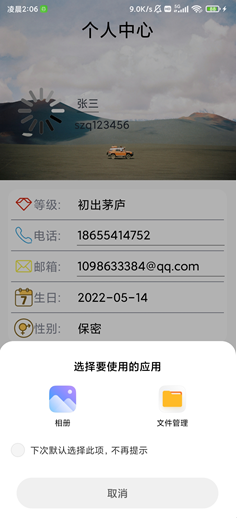 凌晨2:06 9.0K/s 5G
个人中心
张三
szq123456
等级: 初出茅庐
电话: 18655414752
邮箱: 1098633384@qq.com
生日: 2022-05-14
性别: 保密
选择要使用的应用
相册 文件管理
下次默认选择此项，不再提示
取消